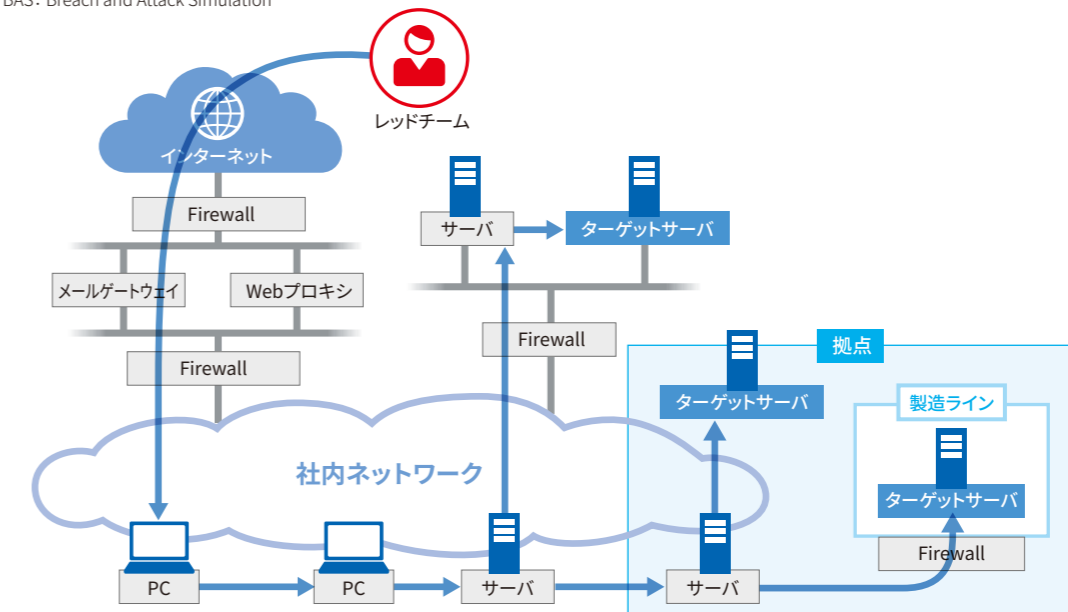 BAS: Breach and Attack Simulation
レッドチーム
インターネット
Firewall
サーバ
ターゲットサーバ
メールゲートウェイ
Webプロキシ
Firewall
Firewall
拠点
ターゲットサーバ
製造ライン
社内ネットワーク
ターゲットサーバ
Firewall
PC
PC
サーバ
サーバ